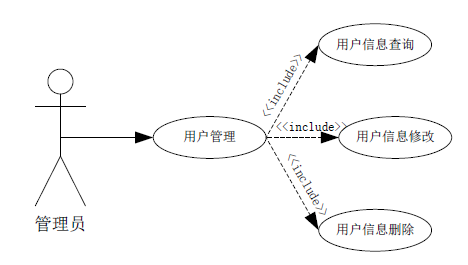 用户信息查询
<<include>>
用户管理
<<include>>
用户信息修改
<<include>>
管理员
用户信息删除